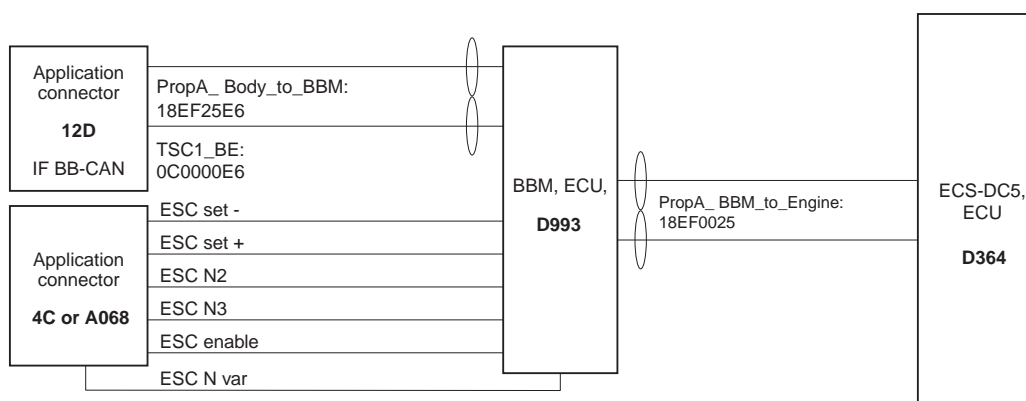 Application
connector
12D
IF BB-CAN
PropA_ Body_to_BBM:
18EF25E6
TSC1_BE:
0C0000E6
Application
connector
4C or A068
ESC set -
ESC set +
ESC N2
ESC N3
ESC enable
ESC N var
BBM, ECU,
D993
PropA_ BBM_to_Engine:
18EF0025
ECS-DC5,
ECU
D364